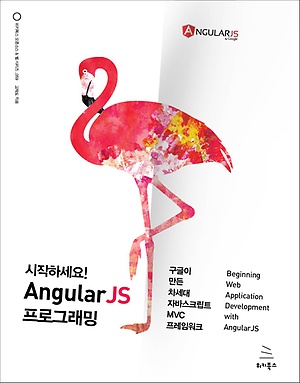 ANGULARJS
by Google
시작하세요!
AngularJS
프로그래밍
구글이
만든
차세대
자바스크립트
MVC
프레임워크
Beginning
Web
Application
Development
with
AngularJS
위키북스